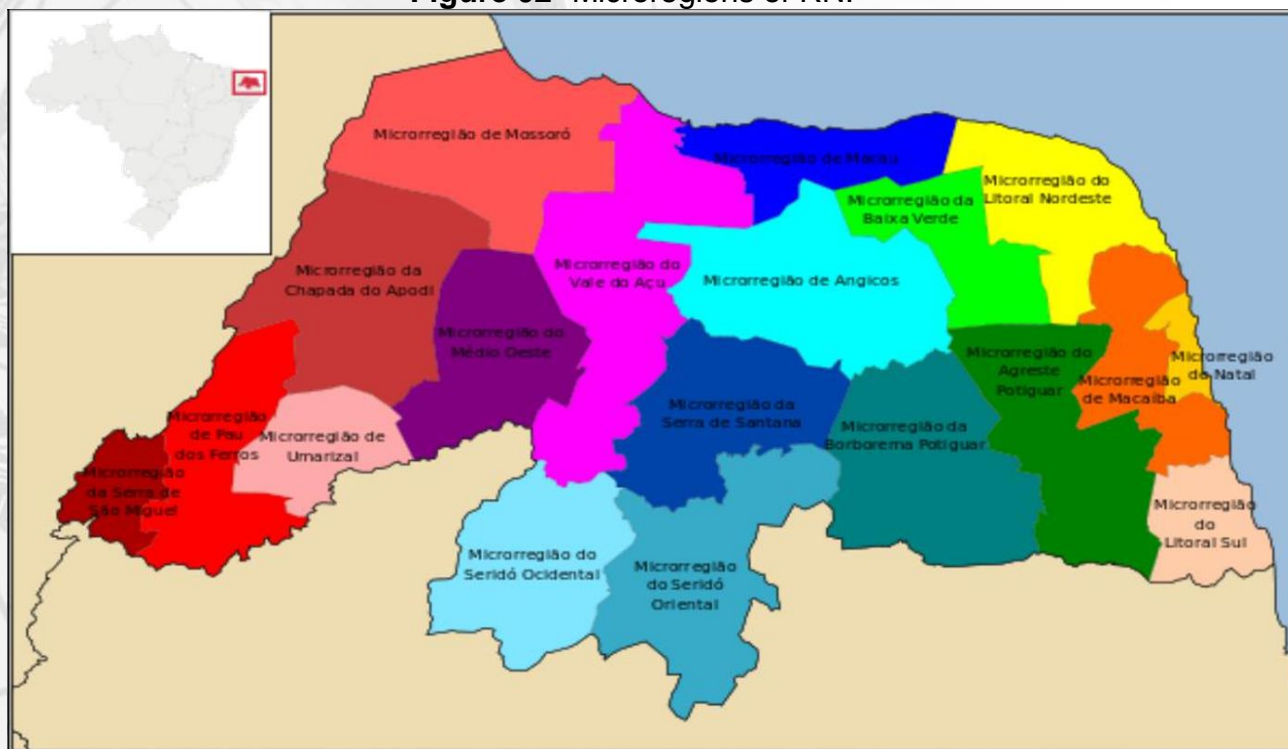 Figure 32- Microregions of RN.
Microrregião de Mossoró
Microrregião de Macau
Microrregião do
Litoral Nordeste
Microrregião da
Baixa Verde
Microrregião da
Chapada do Apodi
Microrregião do
Vale do Açu
Microrregião de Angicos
Microrregião do
Médio Oeste
Microrregião do
Agreste
Potiguar
Microrregião
de Natal
Microrregião
de Macaíba
Microrregião
de Pau
dos Ferros
Microrregião de
Umarizal
Microrregião da
Serra de Santana
Microrregião da
Borborema Potiguar
Microrregião
da Serra de
São Miguel
Microrregião
do
Litoral Sul
Microrregião do
Seridó Ocidental
Microrregião
do Seridó
Oriental